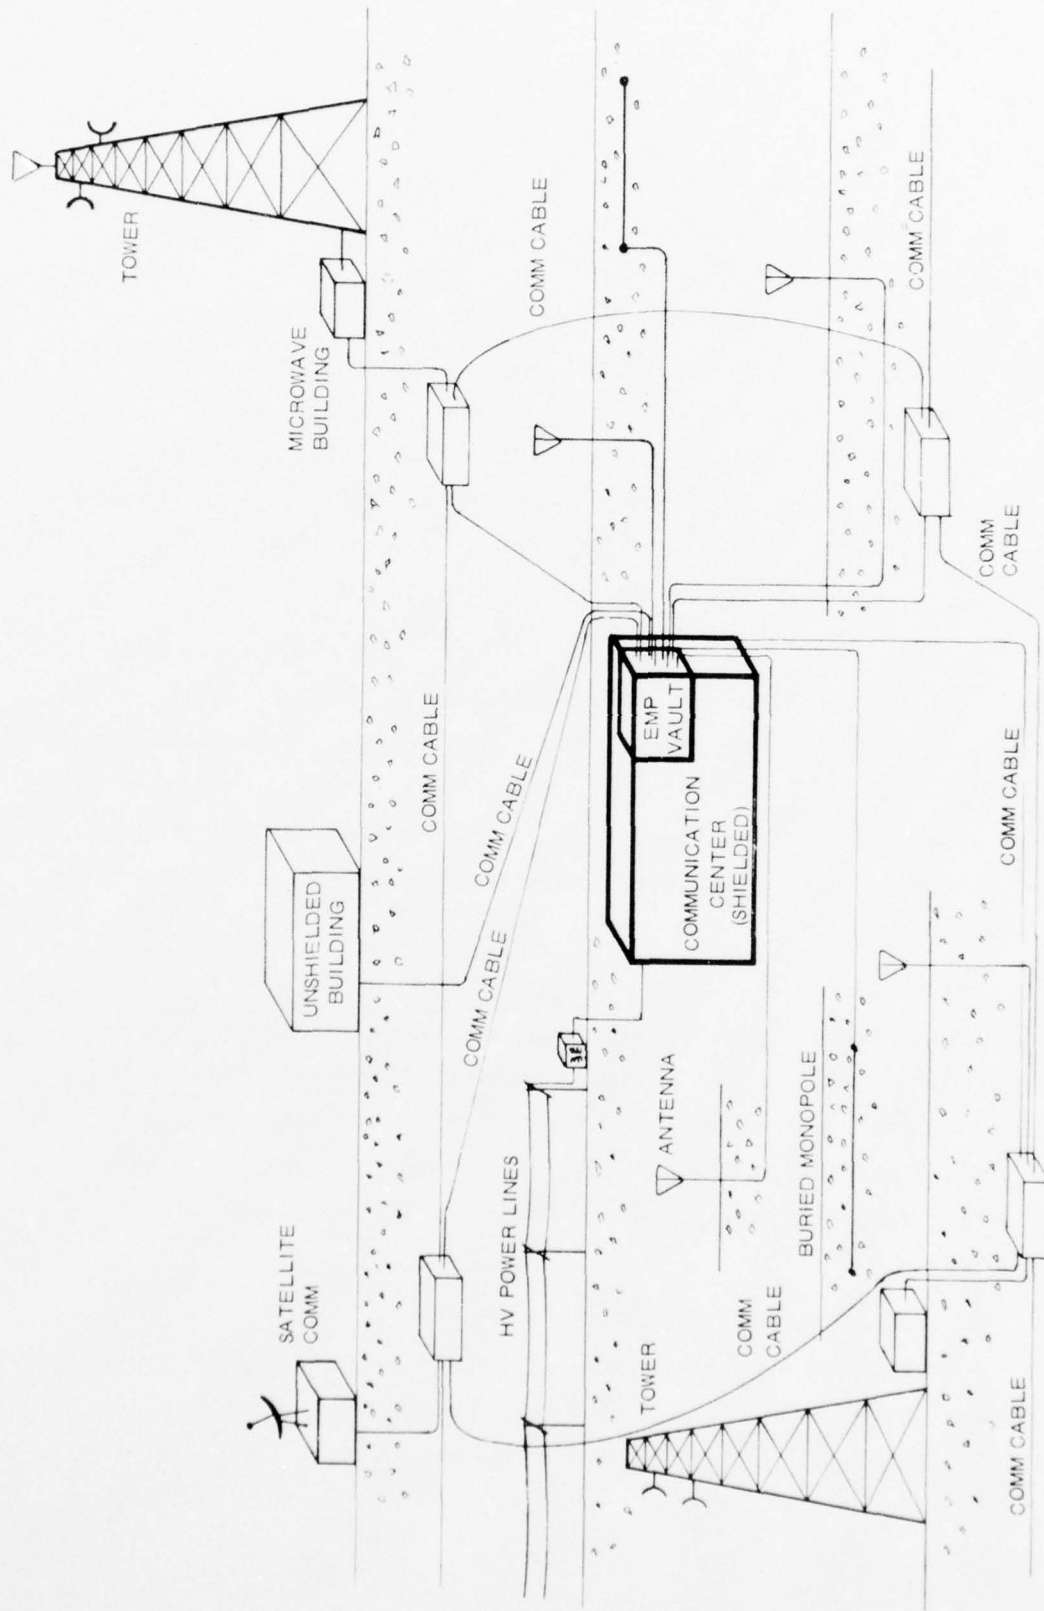 SATELLITE
COMM
UNSHIELDED
BUILDING
MICROWAVE
BUILDING
TOWER
COMM CABLE
COMM CABLE
COMM CABLE
COMM CABLE
HV POWER LINES
EMP
VAULT
COMMUNICATION
CENTER
(SHIELDED)
ANTENNA
TOWER
COMM
CABLE
BURIED MONOPOLE
COMM CABLE
COMM
CABLE
COMM CABLE
COMM CABLE